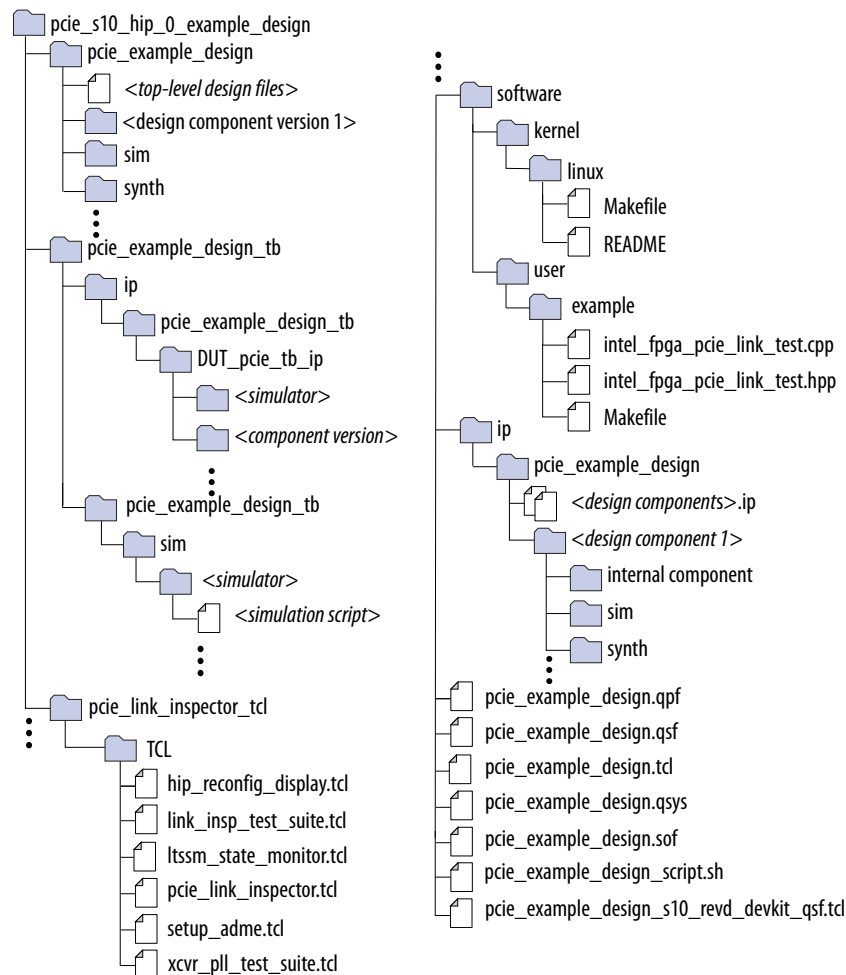 pcie_s10_hip_0_example_design
pcie_example_design
<top-level design files>
<design component version 1>
sim
synth
pcie_example_design_tb
ip
pcie_example_design_tb
DUT_pcie_tb_ip
<simulator>
<component version>
pcie_example_design_tb
sim
<simulator>
<simulation script>
pcie_link_inspector_tcl
TCL
hip_reconfig_display.tcl
link_insp_test_suite.tcl
ltssm_state_monitor.tcl
pcie_link_inspector.tcl
setup_adme.tcl
xcvr_pll_test_suite.tcl
software
kernel
linux
Makefile
README
user
example
intel_fpga_pcie_link_test.cpp
intel_fpga_pcie_link_test.hpp
Makefile
ip
pcie_example_design
<design components>.ip
<design component 1>
internal component
sim
synth
pcie_example_design.qpf
pcie_example_design.qsf
pcie_example_design.tcl
pcie_example_design.qsys
pcie_example_design.sof
pcie_example_design_script.sh
pcie_example_design_s10_revd_devkit_qsf.tcl